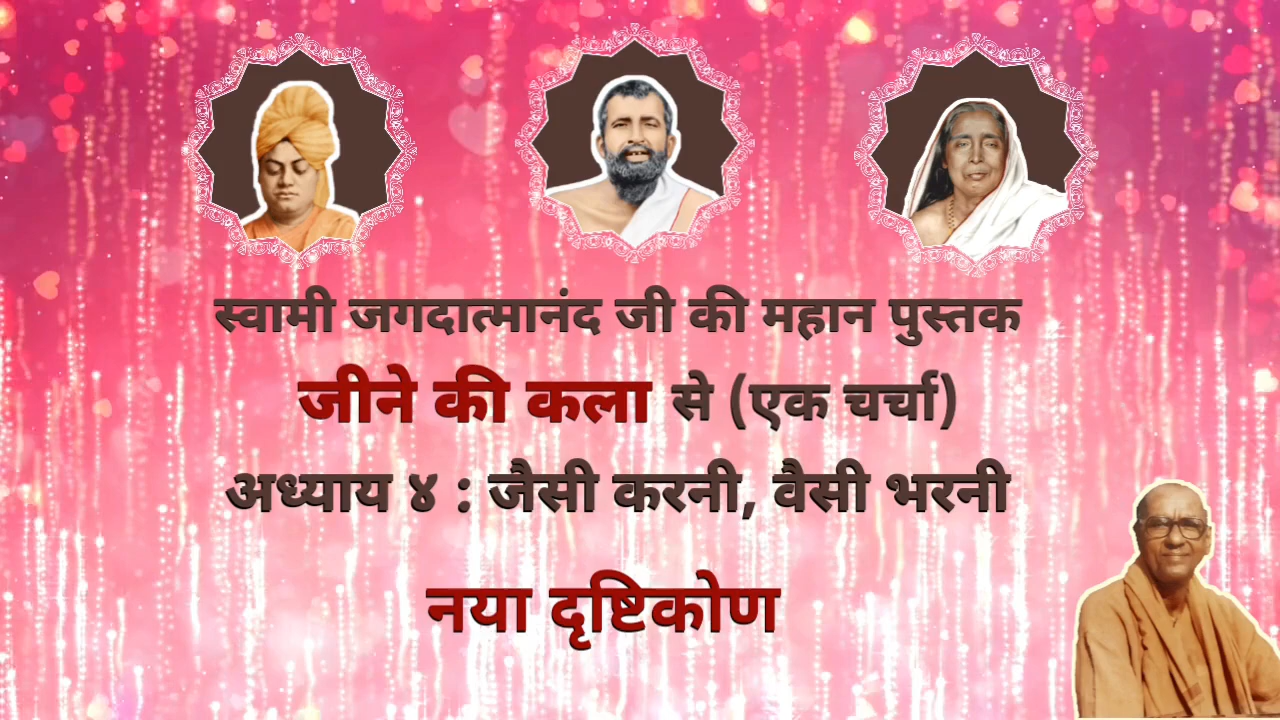 स्वामी जगदात्मानंद जी की महान पुस्तक
जीने की कला से (एक चर्चा)
अध्याय ४ : जैसी करनी, वैसी भरनी
नया दृष्टिकोण